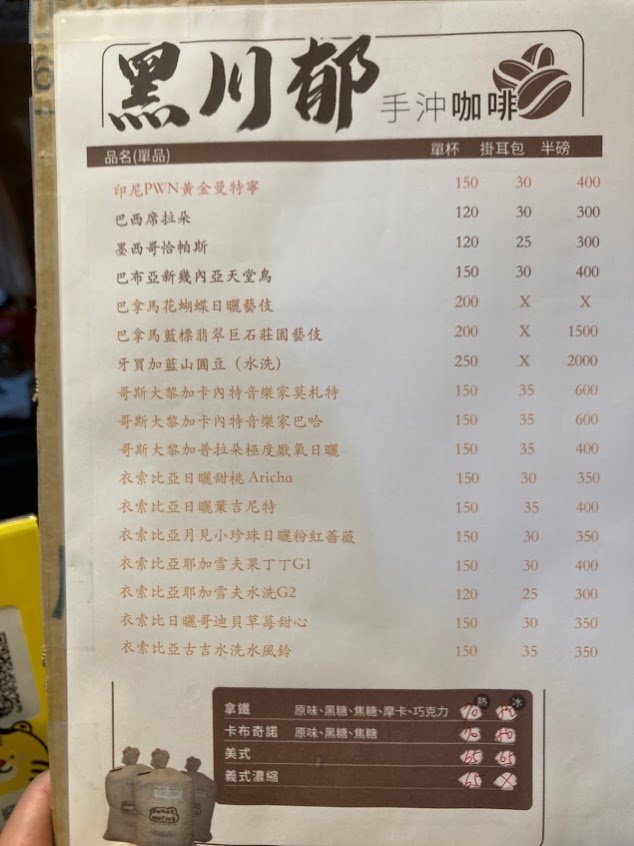 黑川郁 手沖咖啡
品名(單品) 單杯 掛耳包 半磅
印尼PWN黃金曼特寧 150 30 400
巴西席拉朵 120 30 300
墨西哥恰帕斯 120 25 300
巴布亞新幾內亞天堂鳥 150 30 400
巴拿馬花蝴蝶日曬藝伎 200 X X
巴拿馬藍標翡翠巨石莊園藝伎 200 X 1500
牙買加藍山圓豆（水洗） 250 X 2000
哥斯大黎加卡內特音樂家莫札特 150 35 600
哥斯大黎加卡內特音樂家巴哈 150 35 600
哥斯大黎加普拉朵極度厭氧日曬 150 35 400
衣索比亞日曬甜桃 Aricha 150 30 350
衣索比亞日曬葉吉尼特 150 35 400
衣索比亞月見小珍珠日曬粉紅薔薇 150 30 350
衣索比亞耶加雪夫果丁丁G1 150 30 400
衣索比亞耶加雪夫水洗G2 120 25 300
衣索比日曬哥迪貝草莓甜心 150 30 350
衣索比亞古吉水洗水風鈴 150 35 350
熱 冰
拿鐵 原味、黑糖、焦糖、摩卡、巧克力 70
卡布奇諾 原味、黑糖、焦糖
美式 65 65
義式濃縮 65 X